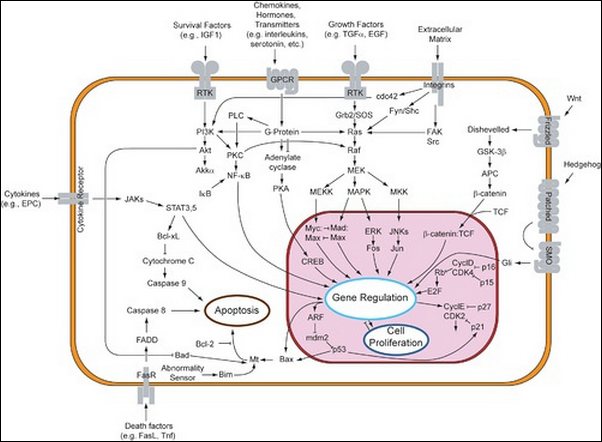 Chemokines,
Hormones,
Transmitters
(e.g., interleukins,
serotonin, etc.)
Survival Factors
(e.g., IGF1)
Growth Factors
(e.g. TGFα, EGF)
Extracellular
Matrix
RTK
GPCR
RTK
Integrins
cdc42
Wnt
PLC
Grb2/SOS
Fyn/Shc
Frizzled
PI3K
G-Protein
Ras
FAK
Src
Dishevelled
Akt
PKC
Adenylate
cyclase
Raf
GSK-3β
Hedgehog
Akkα
NF-κB
MEK
APC
IκB
PKA
MEKK
MAPK
MKK
β-catenin
Patched
Cytokines
(e.g., EPC)
Cytokine Receptor
JAKs
STAT3,5
TCF
Myc:
Mad:
Max
Max
ERK
Fos
JNKs
Jun
β-catenin:TCF
Bcl-xL
SMO
Cytochrome C
CREB
Gli
CycID
p16
Rb
CDK4
p15
Caspase 9
E2F
Gene Regulation
Caspase 8
Apoptosis
ARF
CycIE
p27
CDK2
p21
FADD
Bcl-2
mdm2
Cell
Proliferation
Bad
Mt
Bax
p53
FasR
Abnormality
Sensor
Bim
Death factors
(e.g. FasL, Tnf)